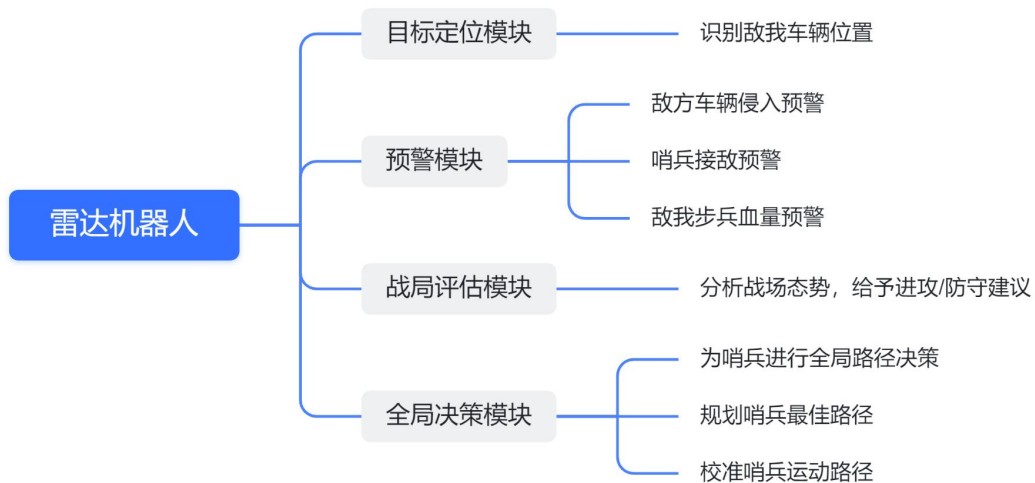 目标定位模块
识别敌我车辆位置
敌方车辆侵入预警
预警模块
哨兵接敌预警
敌我步兵血量预警
雷达机器人
战局评估模块
分析战场态势，给予进攻/防守建议
为哨兵进行全局路径决策
全局决策模块
规划哨兵最佳路径
校准哨兵运动路径